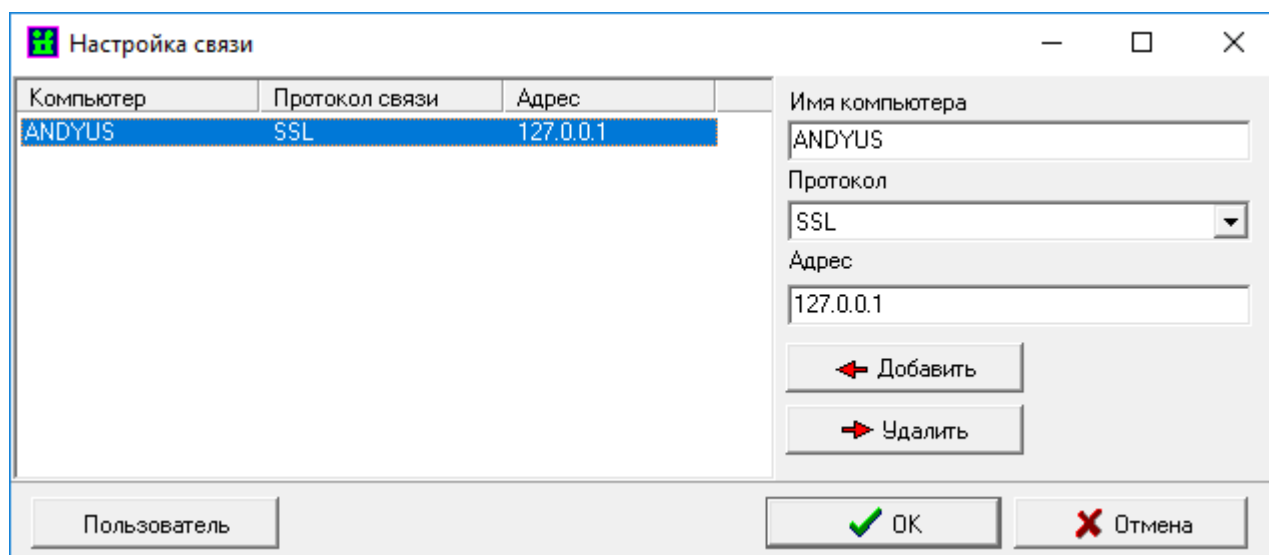 Настройка связи
Компьютер Протокол связи Адрес
ANDYUS SSL 127.0.0.1
Имя компьютера
ANDYUS
Протокол
SSL
Адрес
127.0.0.1
Добавить
Удалить
Пользователь OK Отмена